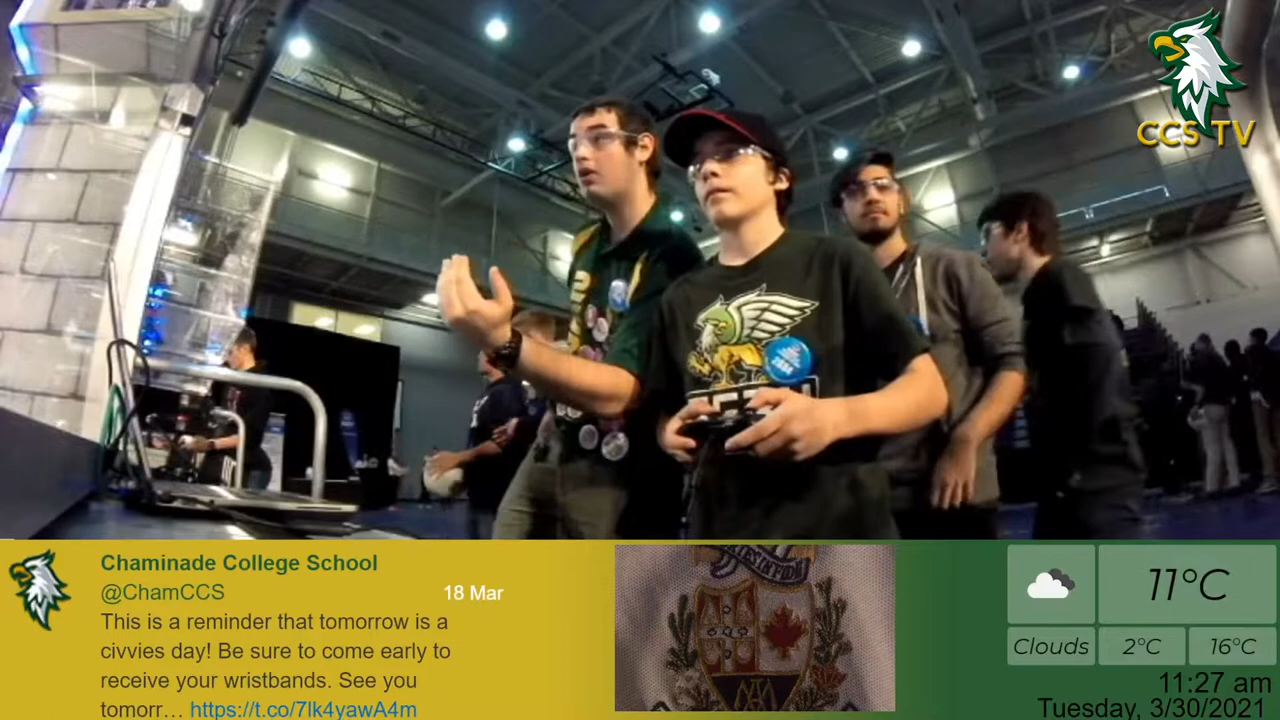 CCS TV
Chaminade College School
@ChamCCS
18 Mar
This is a reminder that tomorrow is a
civvies day! Be sure to come early to
receive your wristbands. See you
tomorr… https://t.co/7lk4yawA4m
11°C
Clouds
2°C
16°C
11:27 am
Tuesday, 3/30/2021